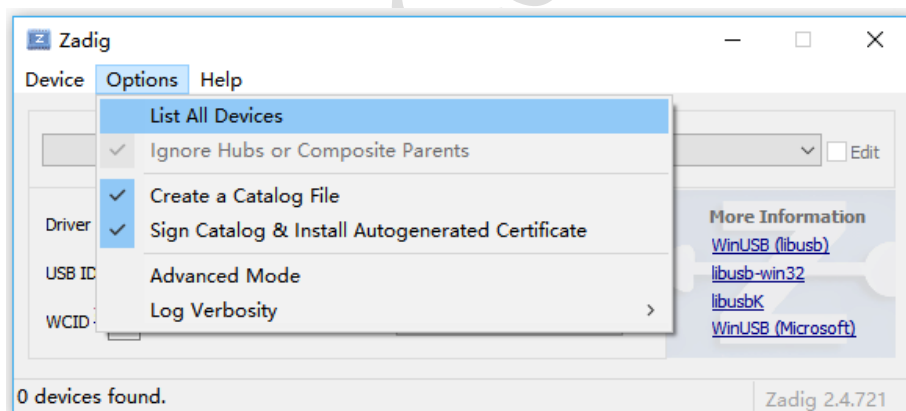 Zadig
Device Options Help
List All Devices
Ignore Hubs or Composite Parents
Edit
Create a Catalog File
Sign Catalog & Install Autogenerated Certificate
Advanced Mode
Log Verbosity
Driver
USB ID
WCID
More Information
WinUSB (libusb)
libusb-win32
libusbK
WinUSB (Microsoft)
0 devices found.
Zadig 2.4.721